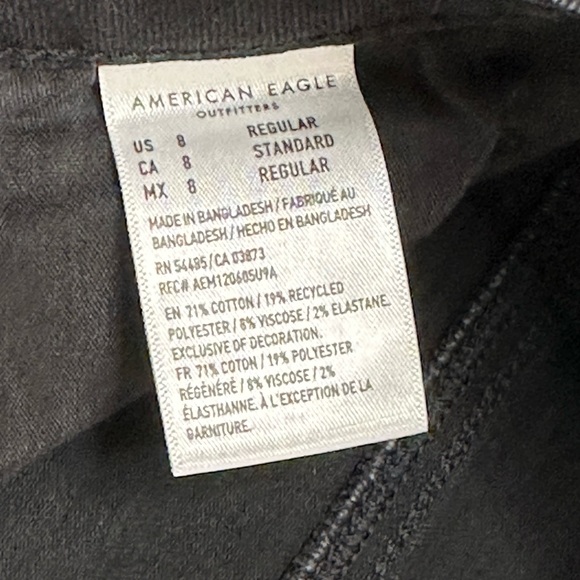 AMERICAN EAGLE
OUTFITTERS
US 8 REGULAR
CA 8 STANDARD
MX 8 REGULAR
MADE IN BANGLADESH / FABRIQUÉ AU
BANGLADESH / HECHO EN BANGLADESH
RN 54485 / CA 03873
RFC# AEM120605U9A
EN 71% COTTON / 19% RECYCLED
POLYESTER / 8% VISCOSE / 2% ELASTANE.
EXCLUSIVE OF DECORATION.
FR 71% COTON / 19% POLYESTER
RÉGÉNÉRÉ / 8% VISCOSE / 2%
ÉLASTHANNE. À L'EXCEPTION DE LA
GARNITURE.